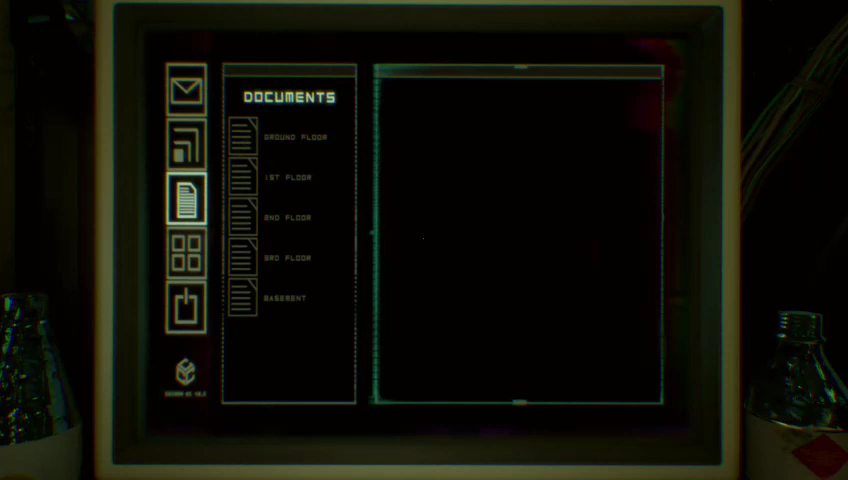 DOCUMENTS
GROUND FLOOR
1ST FLOOR
2ND FLOOR
3RD FLOOR
BASEMENT